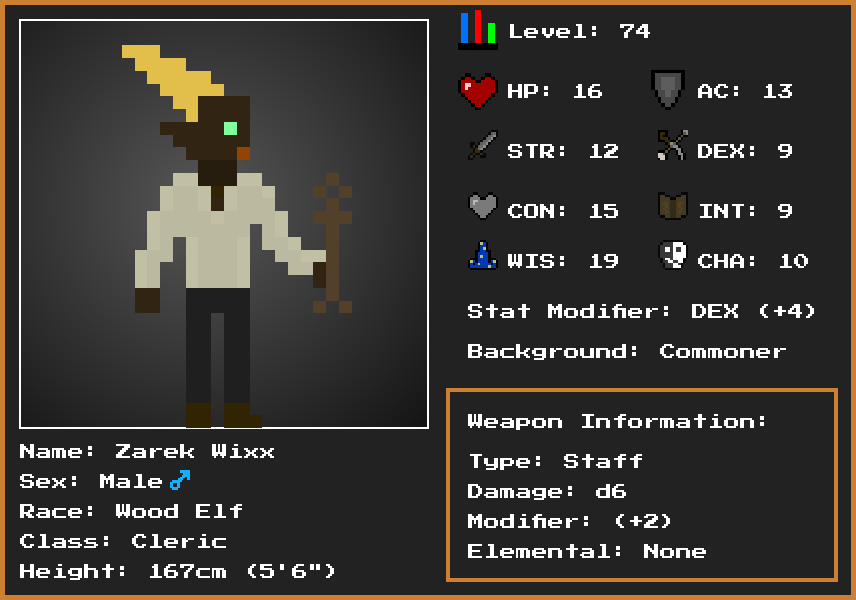 Level: 74
HP: 16 AC: 13
STR: 12 DEX: 9
CON: 15 INT: 9
WIS: 19 CHA: 10
Stat Modifier: DEX (+4)
Background: Commoner
Weapon Information:
Type: Staff
Damage: d6
Modifier: (+2)
Elemental: None
Name: Zarek Wixx
Sex: Male ♂
Race: Wood Elf
Class: Cleric
Height: 167cm (5'6")